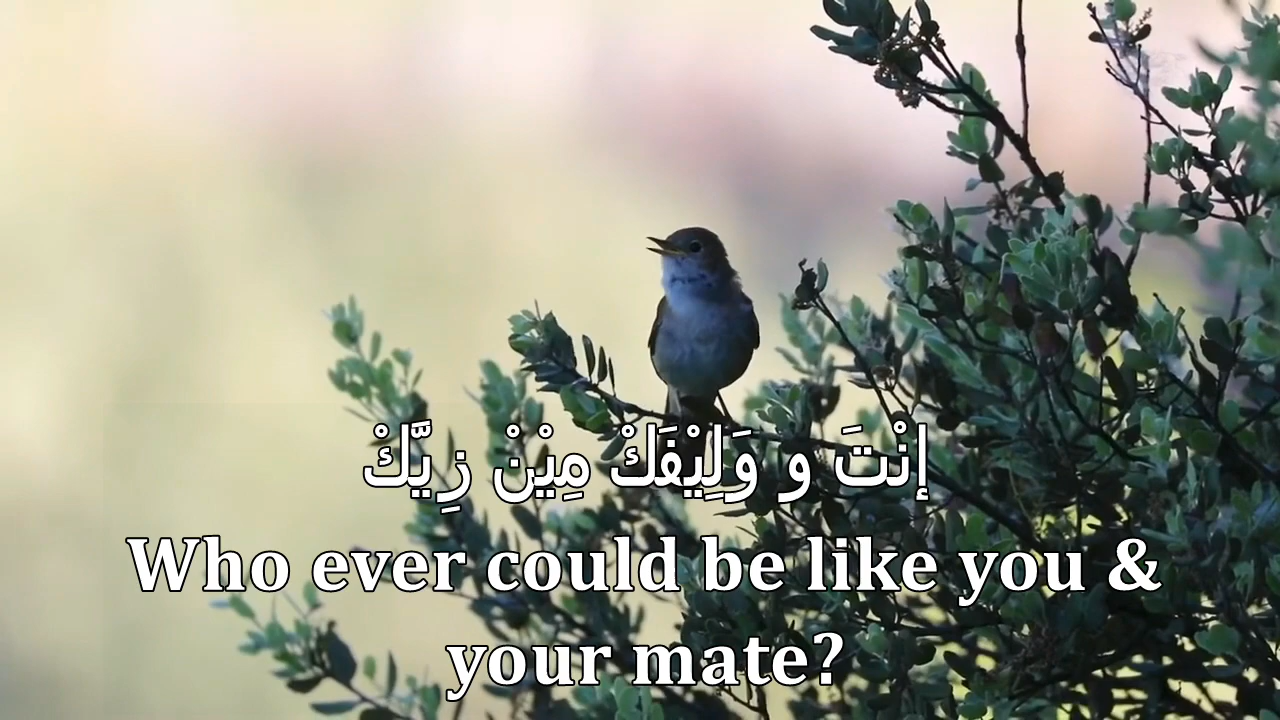 إنْتَ و وَلِيْفَكْ مِيْنْ زِيَّكْ
Who ever could be like you &
your mate?